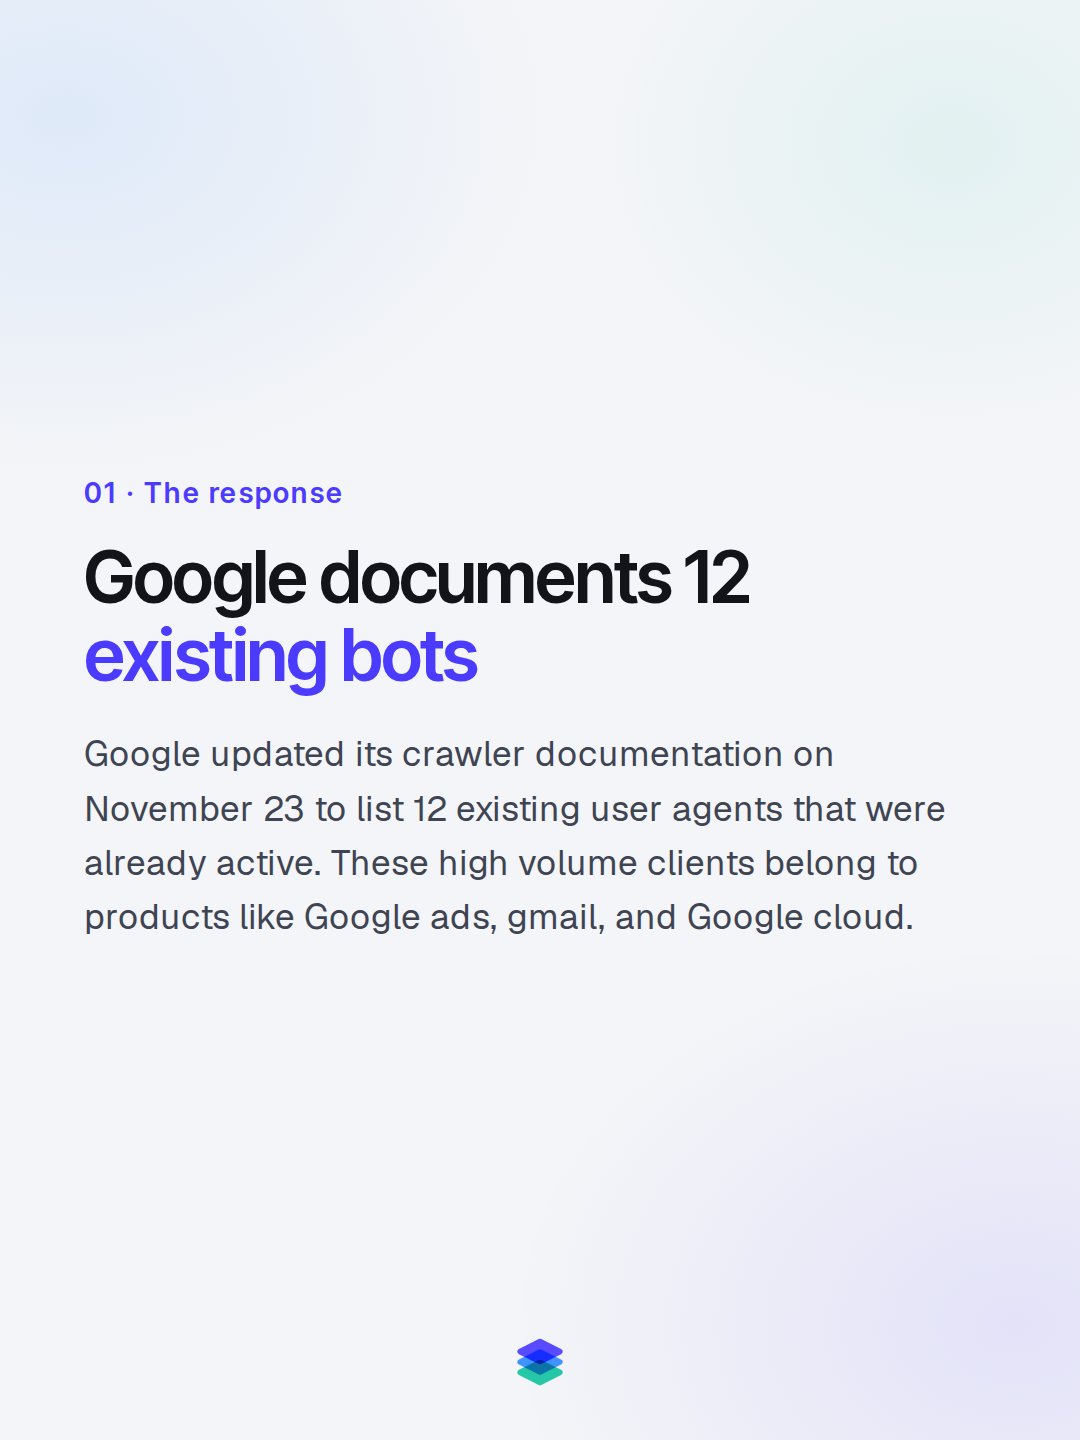 01 · The response
Google documents 12
existing bots
Google updated its crawler documentation on
November 23 to list 12 existing user agents that were
already active. These high volume clients belong to
products like Google ads, gmail, and Google cloud.